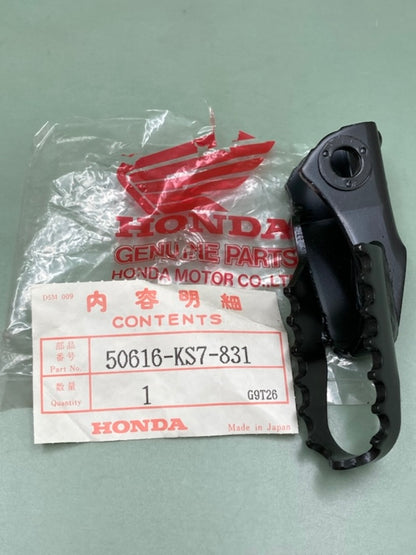 HONDA
GENUINE PARTS
HONDA MOTOR CO., LTD.
DSM 009
内容明細
CONTENTS
部品番号
Part No.
50616-KS7-831
数量
Quantity
1
G9T26
HONDA
Made in Japan